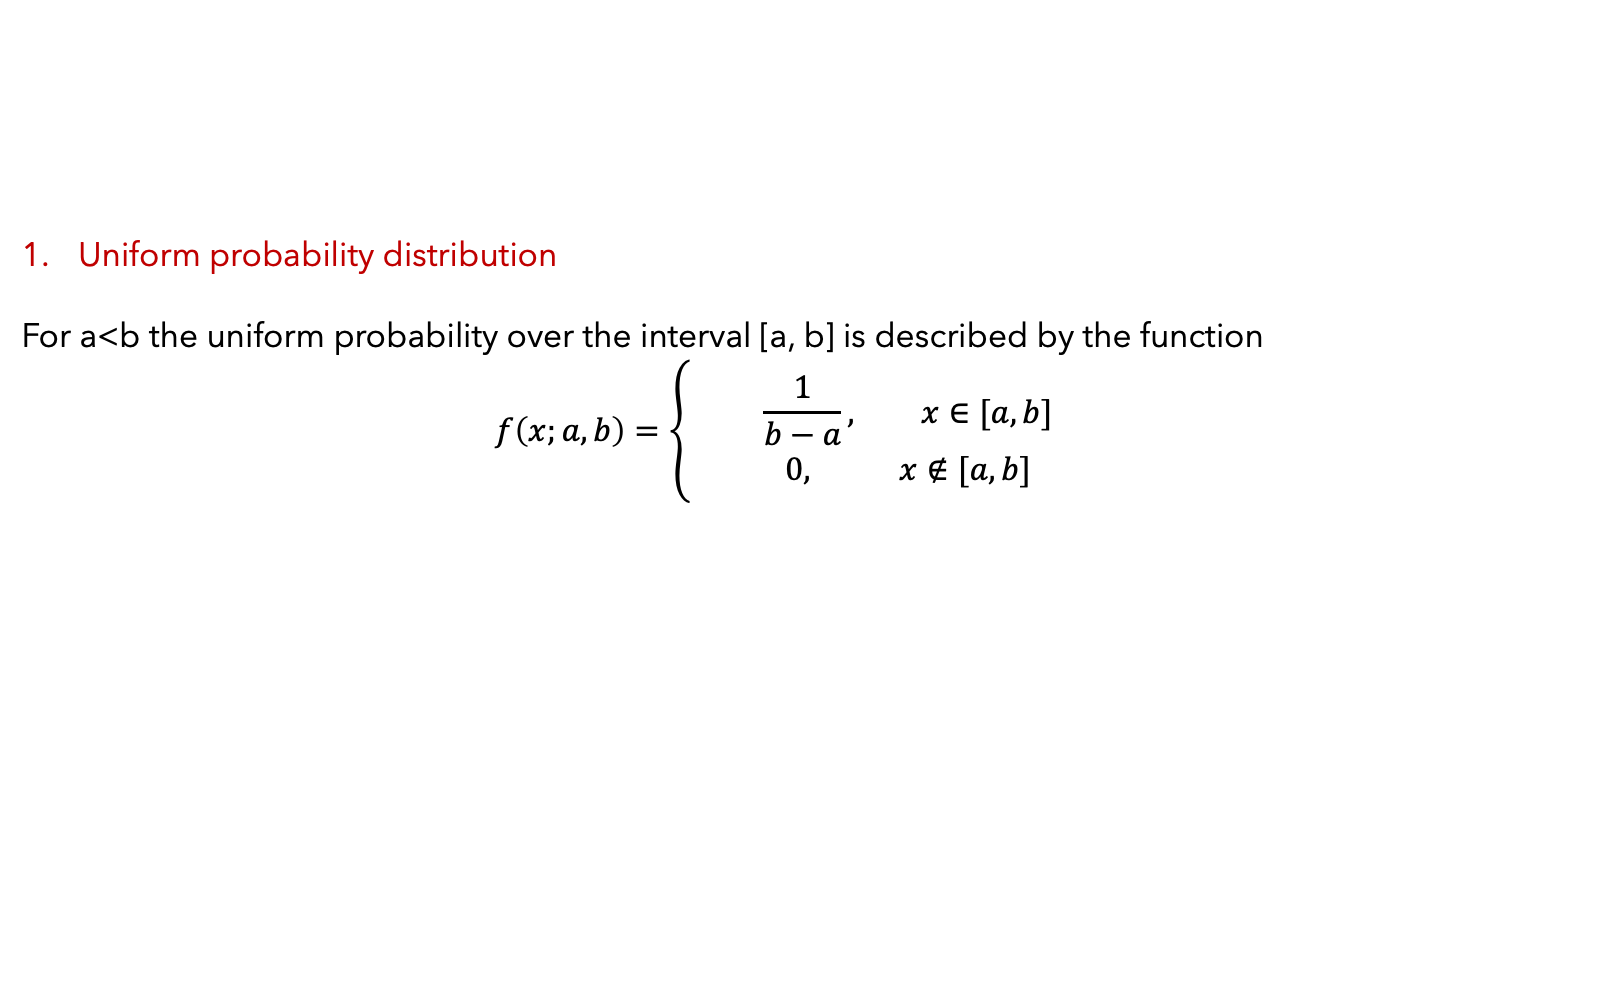 1. Uniform probability distribution
For a<b the uniform probability over the interval [a, b] is described by the function
f(x; a, b) = { 1/(b − a), x ∈ [a, b]
0, x ∉ [a, b]